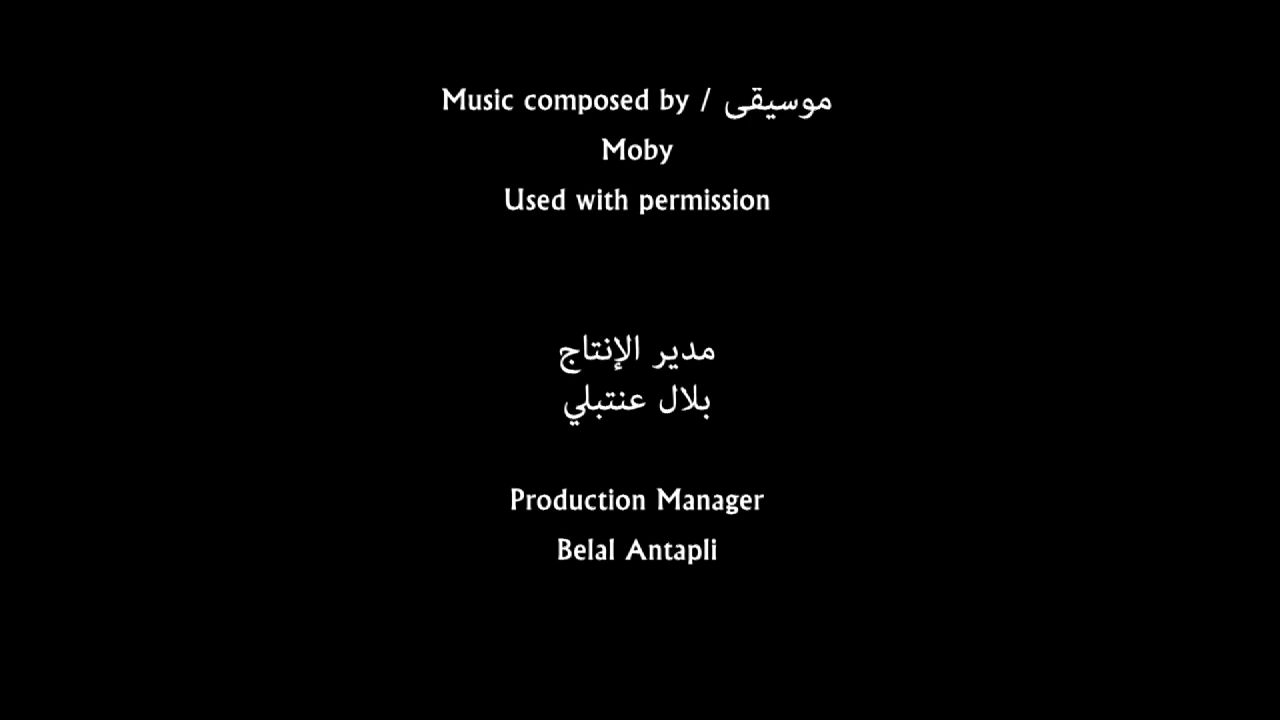 Music composed by / موسيقى
Moby
Used with permission
مدير الإنتاج
بلال عنتبلي
Production Manager
Belal Antapli